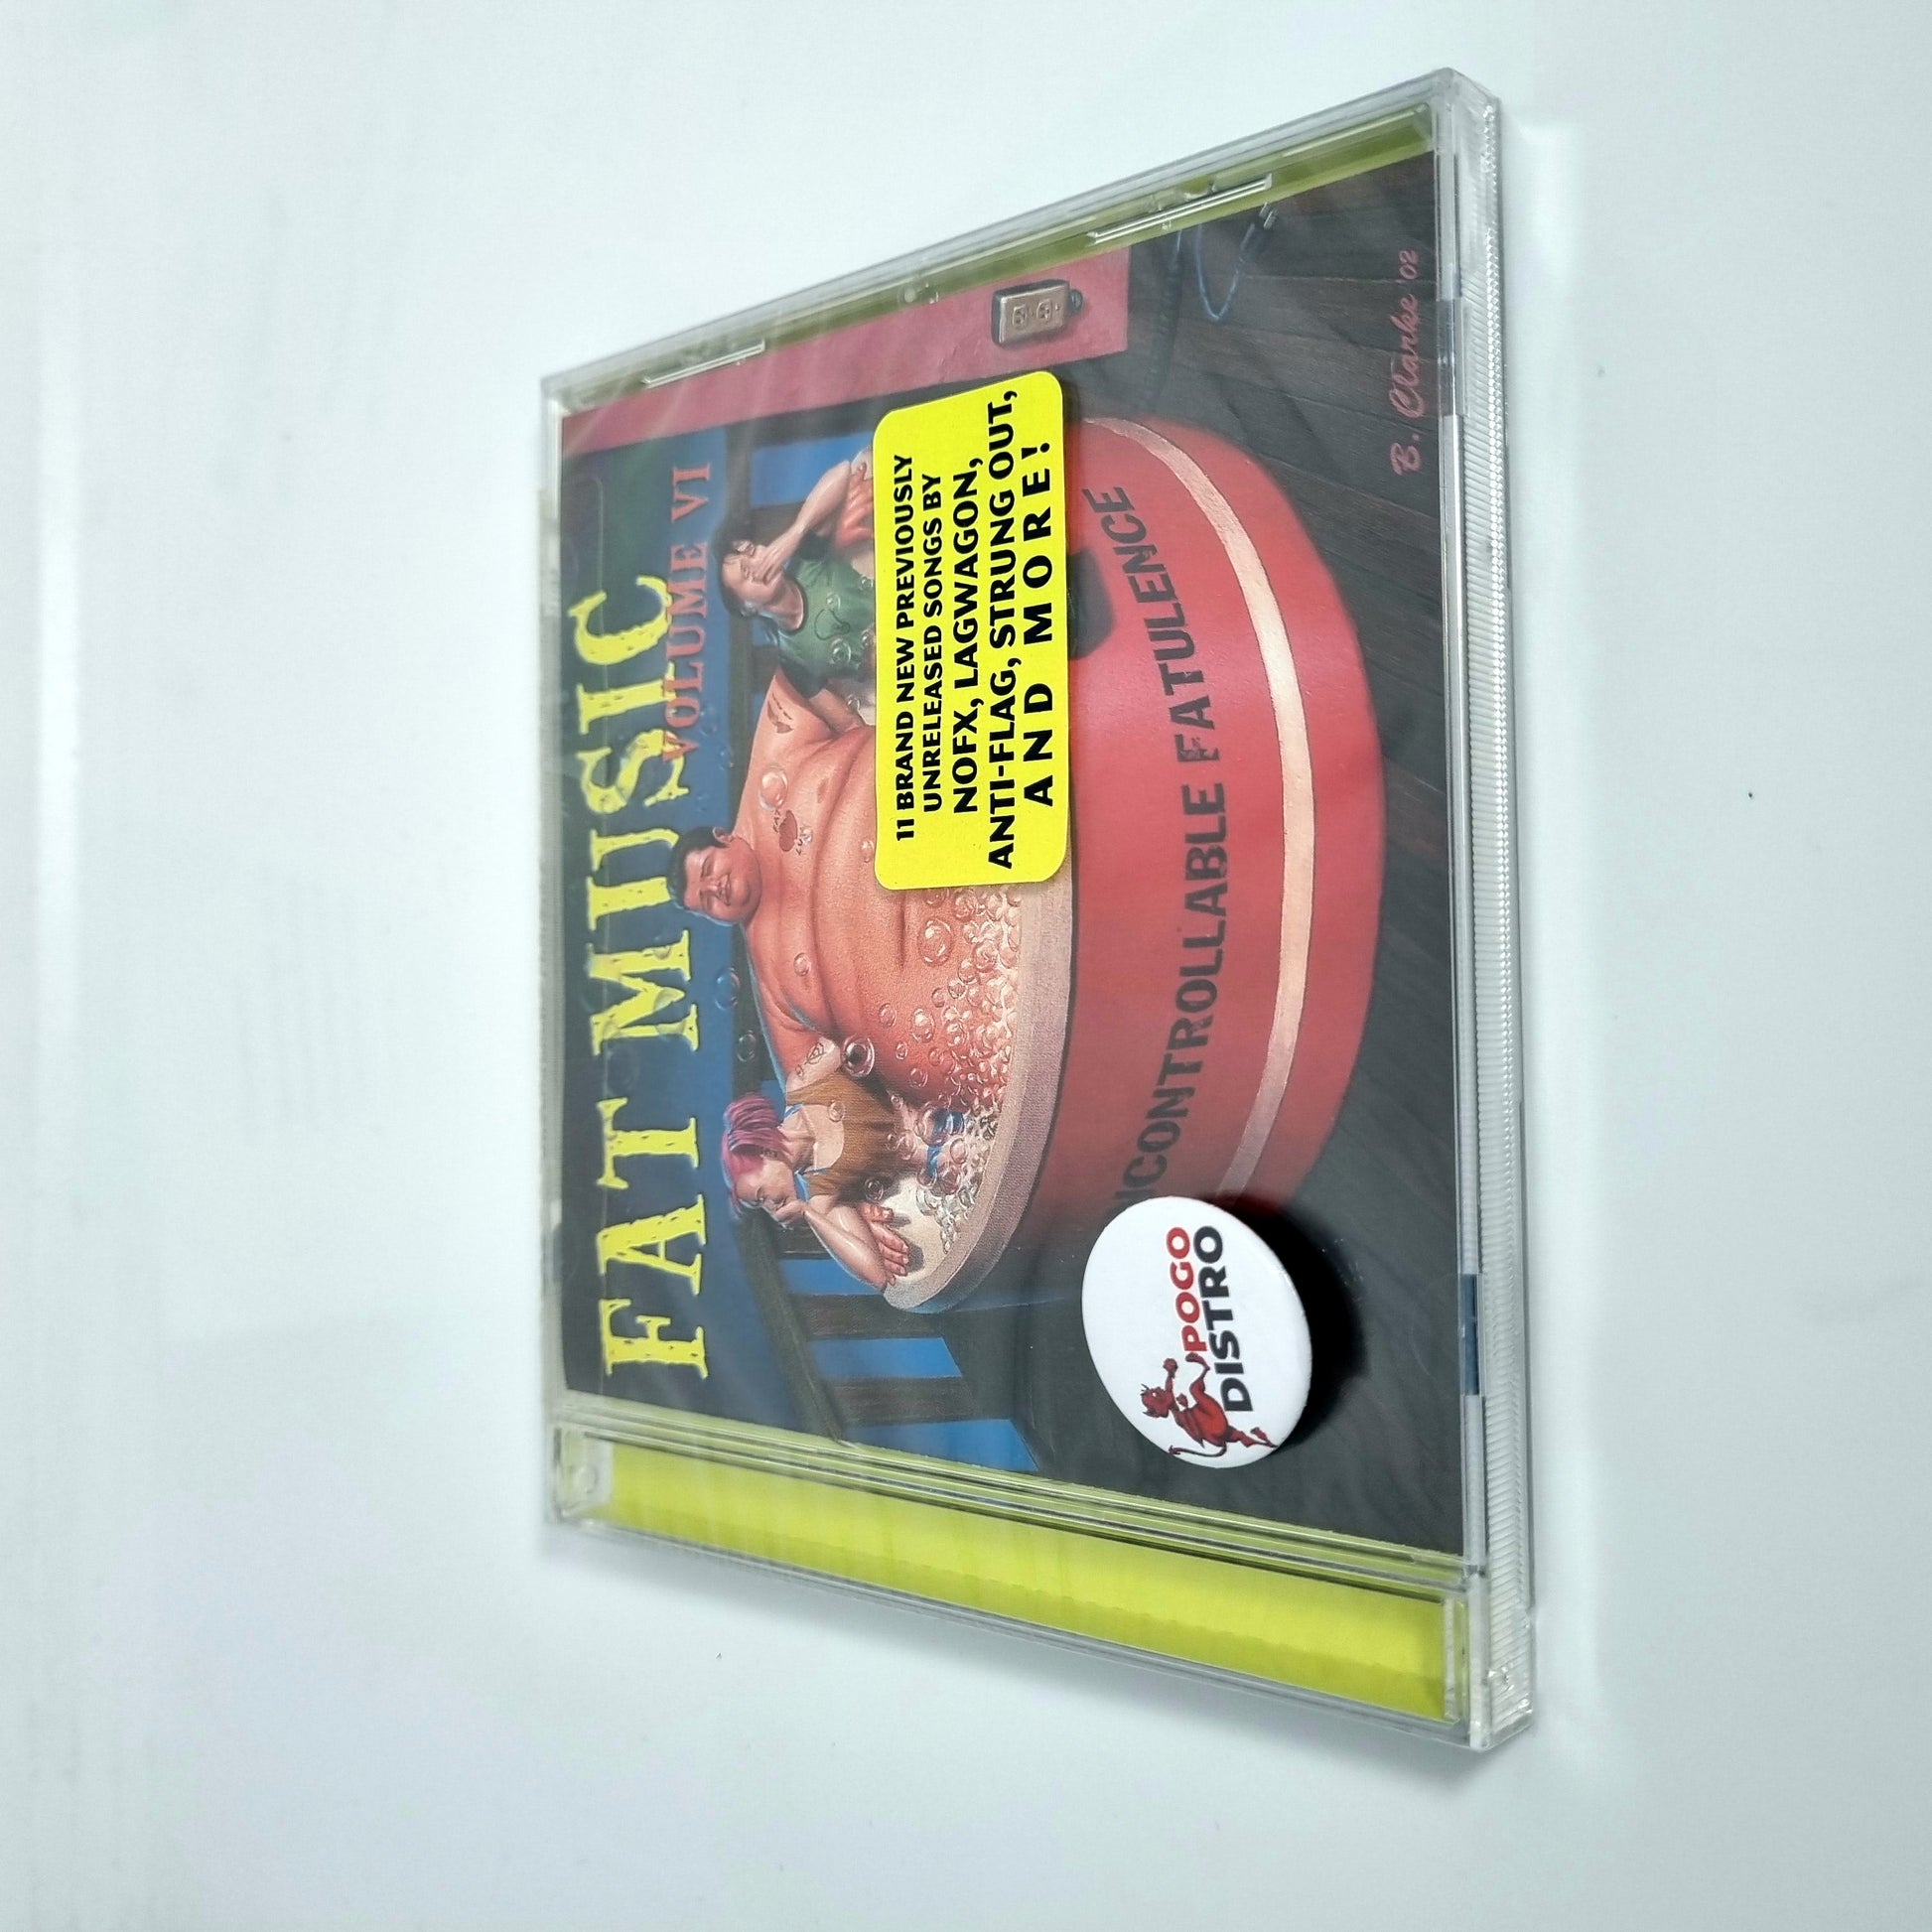 FAT MUSIC
VOLUME VI
11 BRAND NEW PREVIOUSLY
UNRELEASED SONGS BY
NOFX, LAGWAGON,
ANTI-FLAG, STRUNG OUT,
AND MORE!
NCONTROLLABLE FATULENCE
POGO
DISTRO
B. Clarke '02